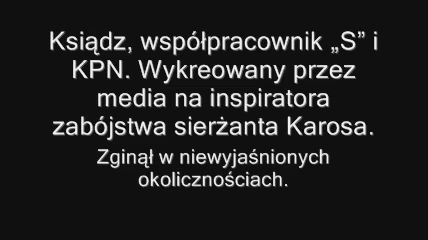 Ksiądz, współpracownik „S” i
KPN. Wykreowany przez
media na inspiratora
zabójstwa sierżanta Karosa.
Zginął w niewyjaśnionych
okolicznościach.